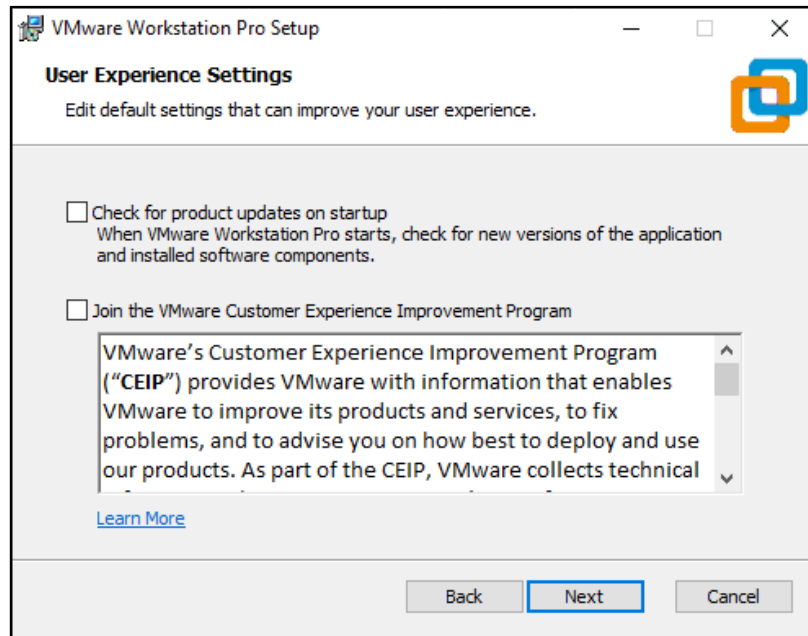 VMware Workstation Pro Setup
User Experience Settings
Edit default settings that can improve your user experience.
Check for product updates on startup
When VMware Workstation Pro starts, check for new versions of the application
and installed software components.
Join the VMware Customer Experience Improvement Program
VMware’s Customer Experience Improvement Program
(“CEIP”) provides VMware with information that enables
VMware to improve its products and services, to fix
problems, and to advise you on how best to deploy and use
our products. As part of the CEIP, VMware collects technical
Learn More
Back Next Cancel